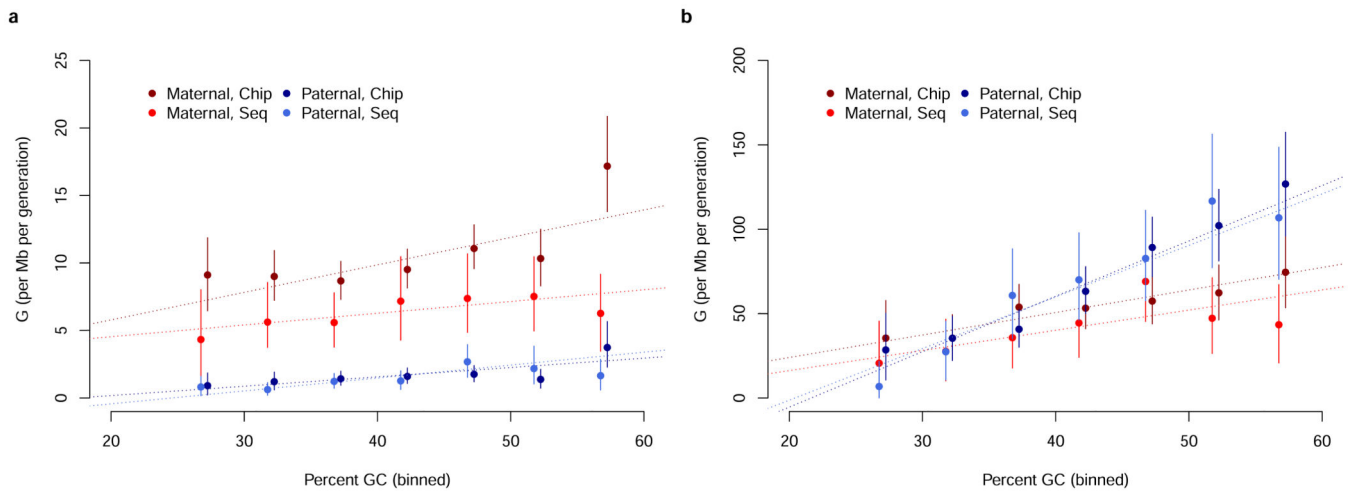 a
G (per Mb per generation)
25
20
15
10
5
0
Maternal, Chip
Paternal, Chip
Maternal, Seq
Paternal, Seq
20
30
40
50
60
Percent GC (binned)
b
G (per Mb per generation)
200
150
100
50
0
Maternal, Chip
Paternal, Chip
Maternal, Seq
Paternal, Seq
20
30
40
50
60
Percent GC (binned)